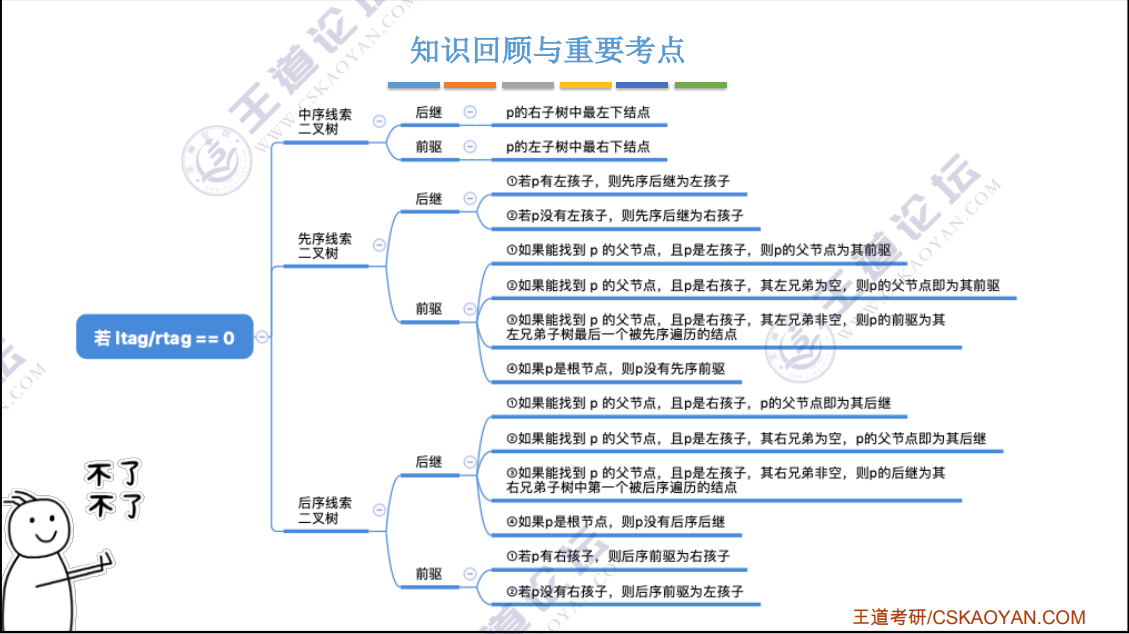 知识回顾与重要考点
中序线索
二叉树
后继
p的右子树中最左下结点
前驱
p的左子树中最右下结点
先序线索
二叉树
后继
①若p有左孩子，则先序后继为左孩子
②若p没有左孩子，则先序后继为右孩子
前驱
①如果能找到 p 的父节点，且p是左孩子，则p的父节点为其前驱
②如果能找到 p 的父节点，且p是右孩子，其左兄弟为空，则p的父节点即为其前驱
③如果能找到 p 的父节点，且p是右孩子，其左兄弟非空，则p的前驱为其
左兄弟子树最后一个被先序遍历的结点
④如果p是根节点，则p没有先序前驱
若 ltag/rtag == 0
后序线索
二叉树
后继
①如果能找到 p 的父节点，且p是右孩子，p的父节点即为其后继
②如果能找到 p 的父节点，且p是左孩子，其右兄弟为空，p的父节点即为其后继
③如果能找到 p 的父节点，且p是左孩子，其右兄弟非空，则p的后继为其
右兄弟子树中第一个被后序遍历的结点
④如果p是根节点，则p没有后序后继
前驱
①若p有右孩子，则后序前驱为右孩子
②若p没有右孩子，则后序前驱为左孩子
不了
不了
王道论坛
WWW.CSKAOYAN.COM
王道考研/CSKAOYAN.COM